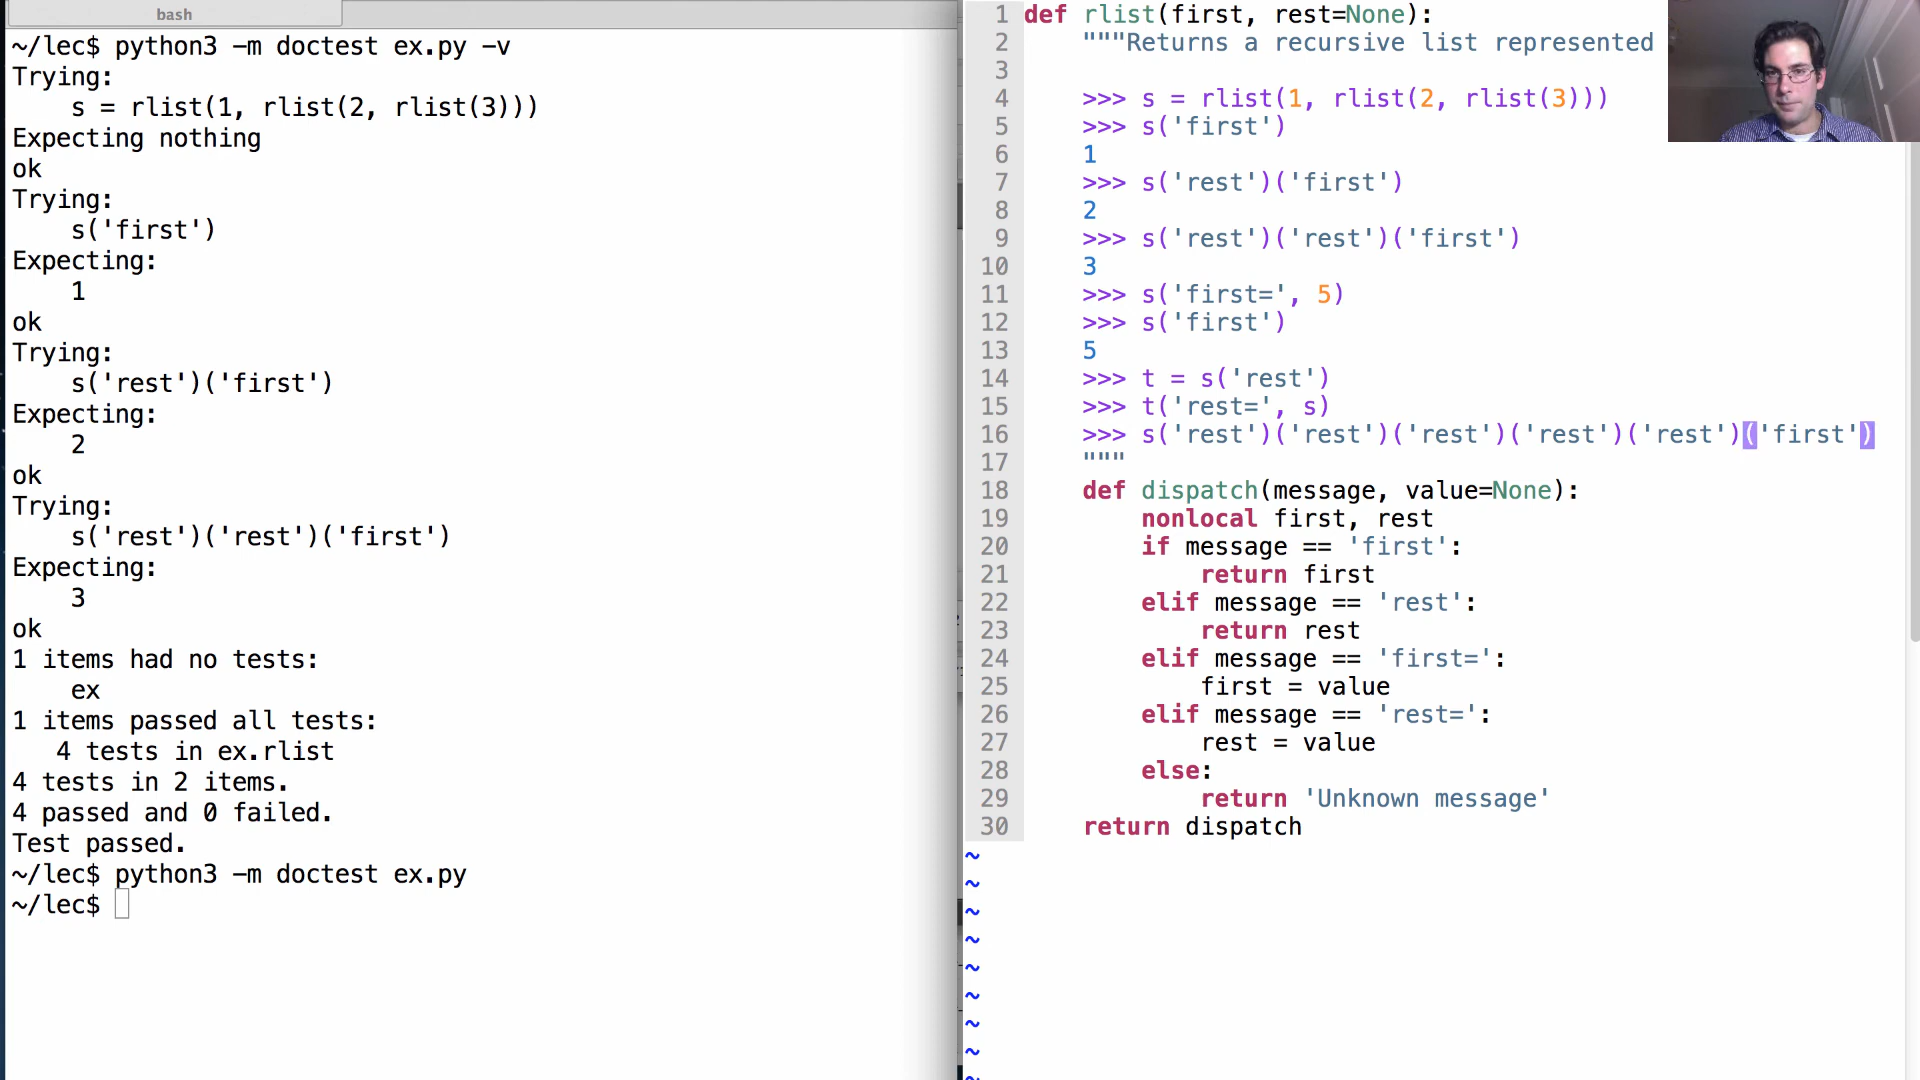 bash
~/lec$ python3 -m doctest ex.py -v
Trying:
    s = rlist(1, rlist(2, rlist(3)))
Expecting nothing
ok
Trying:
    s('first')
Expecting:
    1
ok
Trying:
    s('rest')('first')
Expecting:
    2
ok
Trying:
    s('rest')('rest')('first')
Expecting:
    3
ok
1 items had no tests:
    ex
1 items passed all tests:
   4 tests in ex.rlist
4 tests in 2 items.
4 passed and 0 failed.
Test passed.
~/lec$ python3 -m doctest ex.py
~/lec$
1 def rlist(first, rest=None):
2     """Returns a recursive list represented
3
4     >>> s = rlist(1, rlist(2, rlist(3)))
5     >>> s('first')
6     1
7     >>> s('rest')('first')
8     2
9     >>> s('rest')('rest')('first')
10     3
11     >>> s('first=', 5)
12     >>> s('first')
13     5
14     >>> t = s('rest')
15     >>> t('rest=', s)
16     >>> s('rest')('rest')('rest')('rest')('rest')('first')
17     """
18     def dispatch(message, value=None):
19         nonlocal first, rest
20         if message == 'first':
21             return first
22         elif message == 'rest':
23             return rest
24         elif message == 'first=':
25             first = value
26         elif message == 'rest=':
27             rest = value
28         else:
29             return 'Unknown message'
30     return dispatch
~
~
~
~
~
~
~
~
~